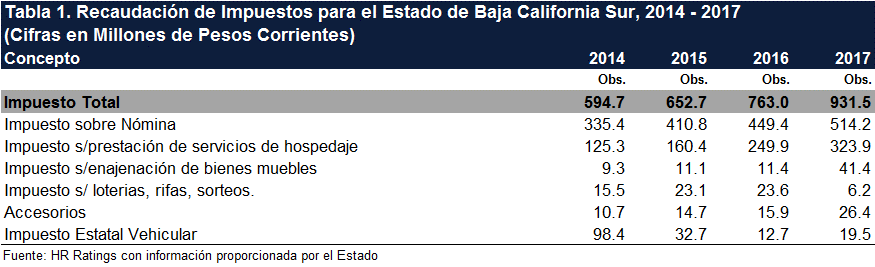 Tabla 1. Recaudación de Impuestos para el Estado de Baja California Sur, 2014 - 2017
(Cifras en Millones de Pesos Corrientes)
Concepto 2014 2015 2016 2017
Obs. Obs. Obs. Obs.
Impuesto Total 594.7 652.7 763.0 931.5
Impuesto sobre Nómina 335.4 410.8 449.4 514.2
Impuesto s/prestación de servicios de hospedaje 125.3 160.4 249.9 323.9
Impuesto s/enajenación de bienes muebles 9.3 11.1 11.4 41.4
Impuesto s/ loterias, rifas, sorteos. 15.5 23.1 23.6 6.2
Accesorios 10.7 14.7 15.9 26.4
Impuesto Estatal Vehicular 98.4 32.7 12.7 19.5
Fuente: HR Ratings con información proporcionada por el Estado